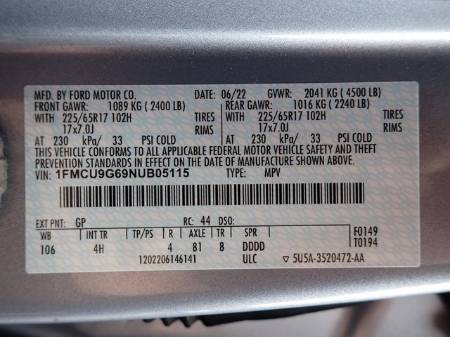 MFD. BY FORD MOTOR CO. 06/22 GVWR: 2041 KG ( 4500 LB)
FRONT GAWR: 1089 KG ( 2400 LB) REAR GAWR: 1016 KG ( 2240 LB)
WITH 225/65R17 102H TIRES WITH 225/65R17 102H TIRES
17x7.0J RIMS 17x7.0J RIMS
AT 230 kPa/ 33 PSI COLD AT 230 kPa/ 33 PSI COLD
THIS VEHICLE CONFORMS TO ALL APPLICABLE FEDERAL MOTOR VEHICLE SAFETY AND THEFT
PREVENTION STANDARDS IN EFFECT ON THE DATE OF MANUFACTURE SHOWN ABOVE.
VIN: 1FMCU9G69NUB05115 TYPE: MPV
EXT PNT: GP RC: 44 DSO: F0149
WB INT TR TP/PS R AXLE TR SPR T0194
106 4H 4 81 8 DDDD
1202206146141 ULC ▽ 5U5A-3520472-AA